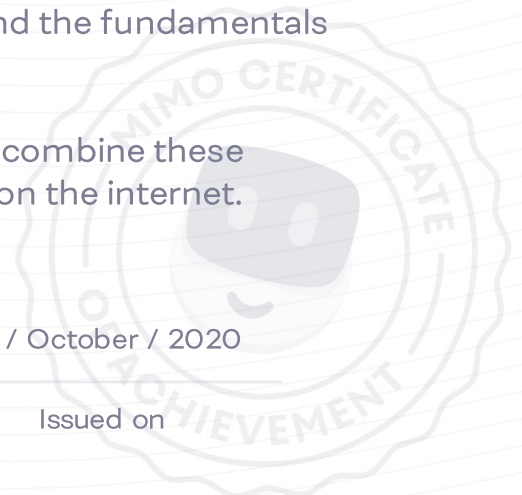 nd the fundamentals
MIMO CERTIFICATE
combine these
on the internet.
/ October / 2020
Issued on
OF ACHIEVEMENT